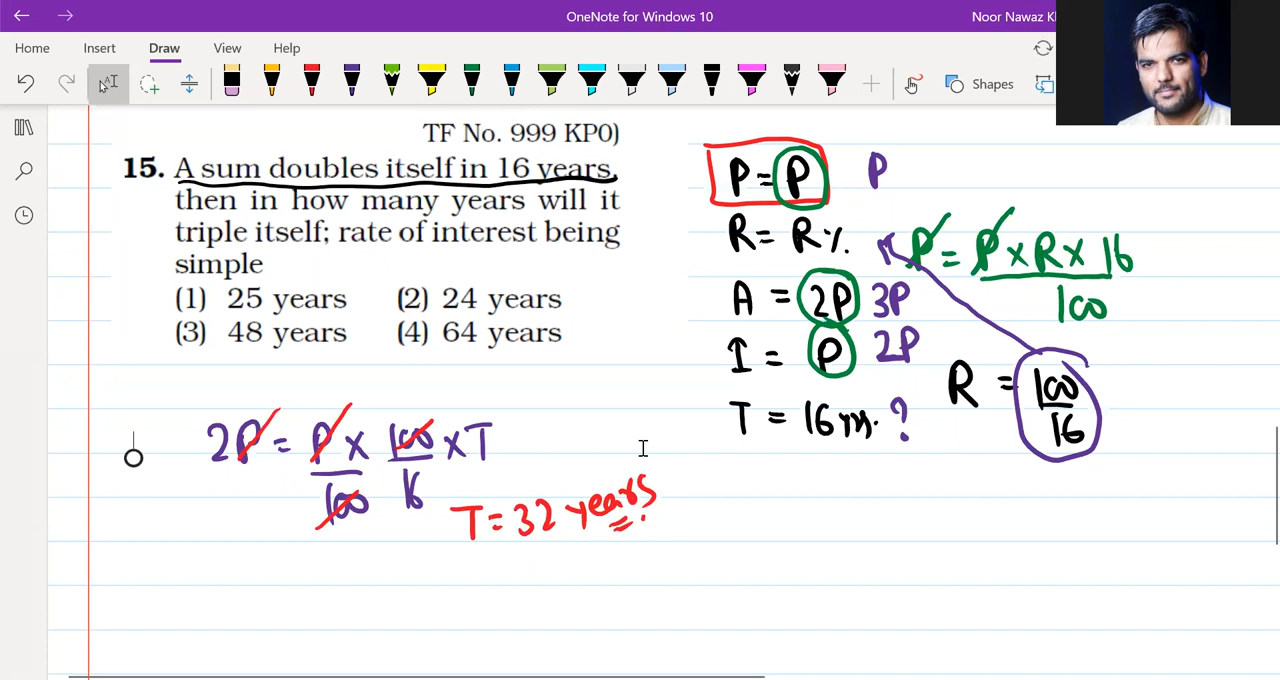 OneNote for Windows 10
Noor Nawaz Kh
Home Insert Draw View Help
Shapes
TF No. 999 KP0)
15. A sum doubles itself in 16 years,
then in how many years will it
triple itself; rate of interest being
simple
(1) 25 years (2) 24 years
(3) 48 years (4) 64 years
P = P P
R = R%.
A = 2P 3P
I = P 2P
T = 16 yrs. ?
P = P × R × 16
100
R = 100
16
2P = P × 100 × T
100 16
T = 32 years.